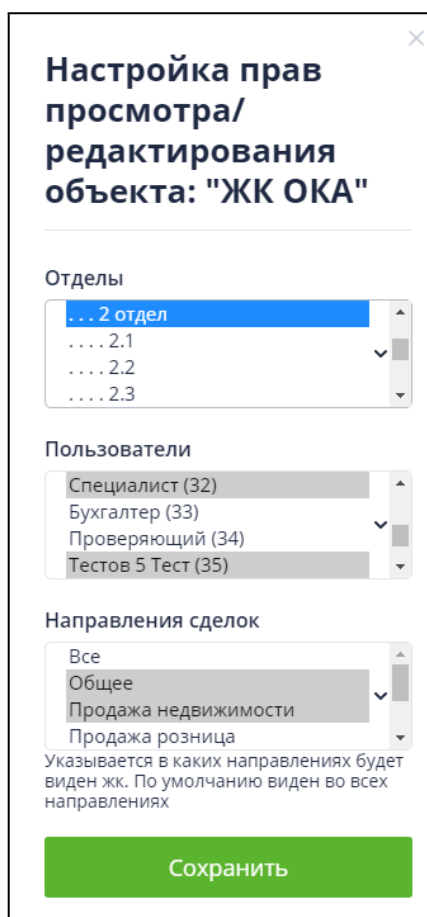 Настройка прав
просмотра/
редактирования
объекта: "ЖК ОКА"
Отделы
. . . 2 отдел
. . . . 2.1
. . . . 2.2
. . . . 2.3
Пользователи
Специалист (32)
Бухгалтер (33)
Проверяющий (34)
Тестов 5 Тест (35)
Направления сделок
Все
Общее
Продажа недвижимости
Продажа розница
Указывается в каких направлениях будет
виден жк. По умолчанию виден во всех
направлениях
Сохранить